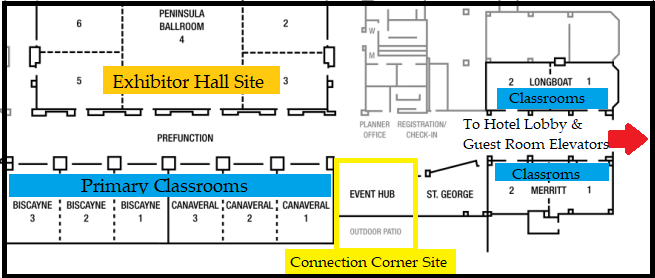 6
PENINSULA
BALLROOM
4
2
5
Exhibitor Hall Site
3
W
M
2 LONGBOAT 1
Classrooms
PLANNER
OFFICE
REGISTRATION/
CHECK-IN
To Hotel Lobby &
Guest Room Elevators
PREFUNCTION
Primary Classrooms
Classroms
BISCAYNE
3
BISCAYNE
2
BISCAYNE
1
CANAVERAL
3
CANAVERAL
2
CANAVERAL
1
EVENT HUB
ST. GEORGE
2 MERRITT 1
OUTDOOR PATIO
Connection Corner Site